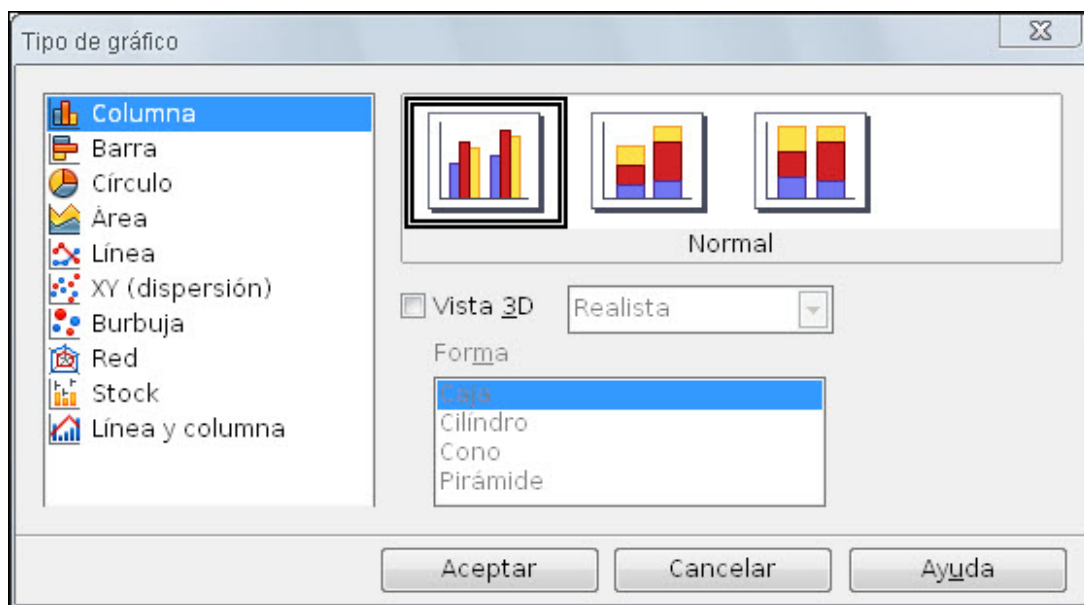 Tipo de gráfico
Columna
Barra
Círculo
Área
Línea
XY (dispersión)
Burbuja
Red
Stock
Línea y columna
Normal
Vista 3D
Realista
Forma
Caja
Cilíndro
Cono
Pirámide
Aceptar
Cancelar
Ayuda